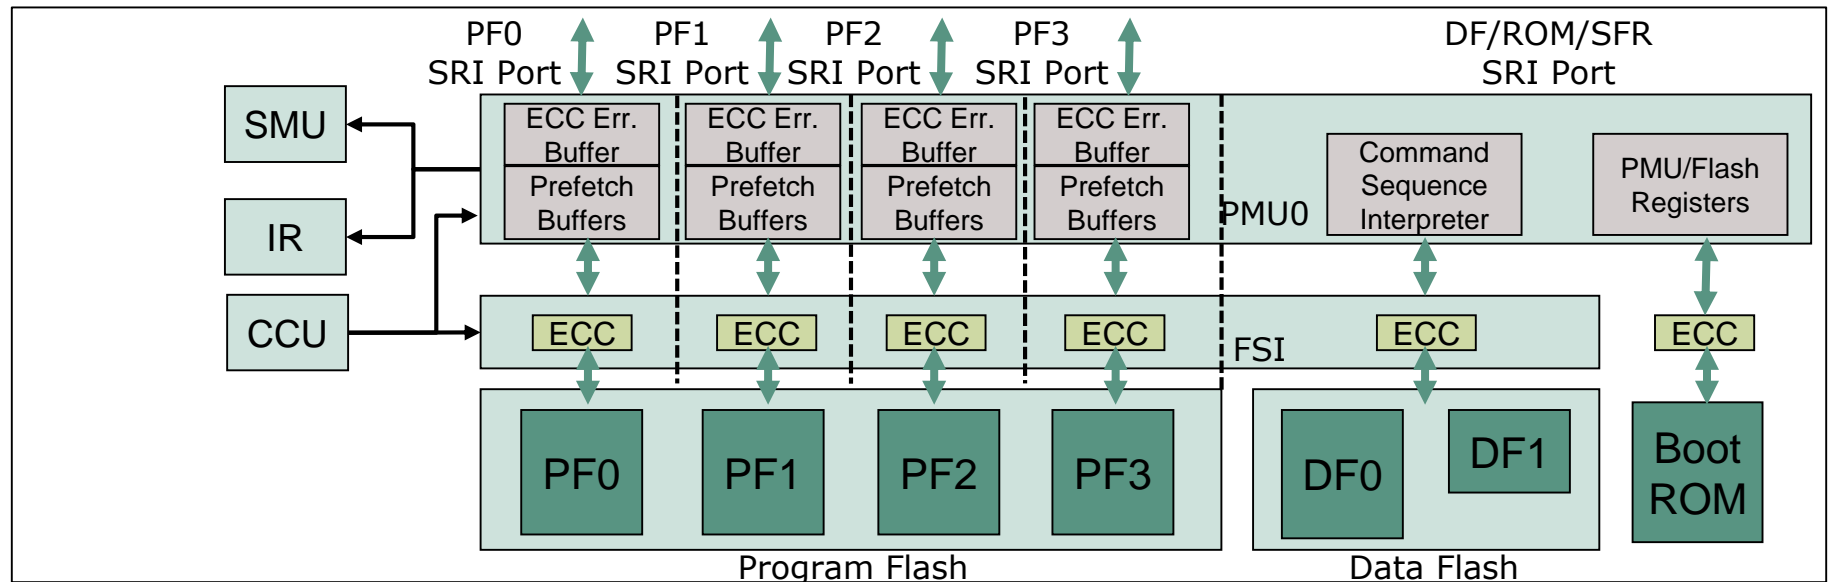 PF0
SRI Port
PF1
SRI Port
PF2
SRI Port
PF3
SRI Port
DF/ROM/SFR
SRI Port
SMU
IR
CCU
ECC Err.
Buffer
Prefetch
Buffers
ECC Err.
Buffer
Prefetch
Buffers
ECC Err.
Buffer
Prefetch
Buffers
ECC Err.
Buffer
Prefetch
Buffers
PMU0
Command
Sequence
Interpreter
PMU/Flash
Registers
ECC
ECC
ECC
ECC
FSI
ECC
ECC
PF0
PF1
PF2
PF3
DF0
DF1
Boot
ROM
Program Flash
Data Flash